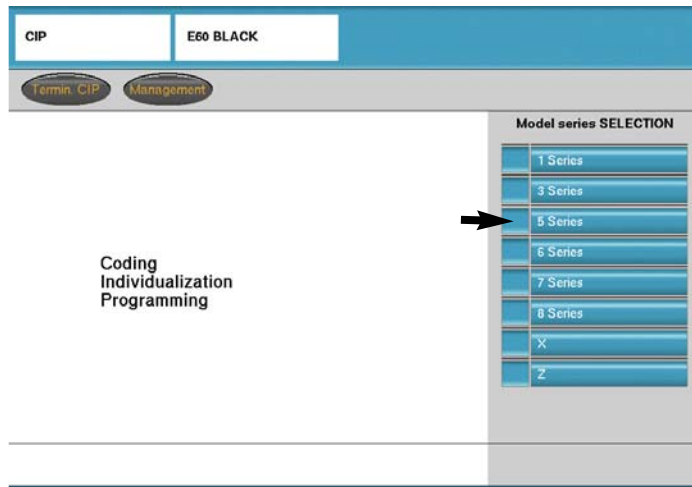 CIP
E60 BLACK
Termin. CIP
Management
Model series SELECTION
1 Series
3 Series
5 Series
6 Series
7 Series
8 Series
X
Z
Coding
Individualization
Programming